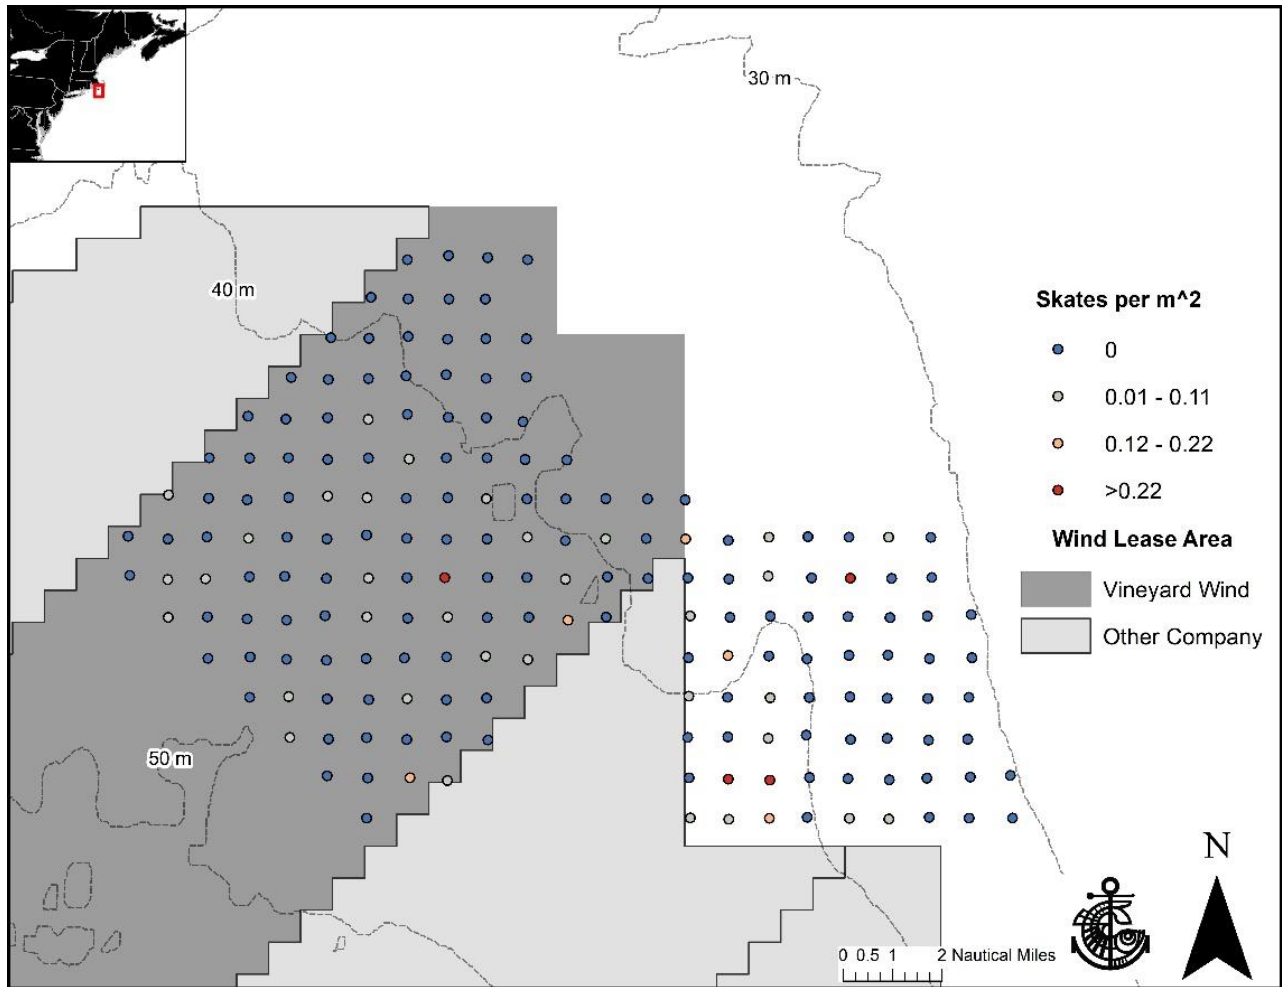 30 m
40 m
Skates per m^2
0
0.01 - 0.11
0.12 - 0.22
>0.22
Wind Lease Area
Vineyard Wind
Other Company
50 m
N
0 0.5 1 2 Nautical Miles